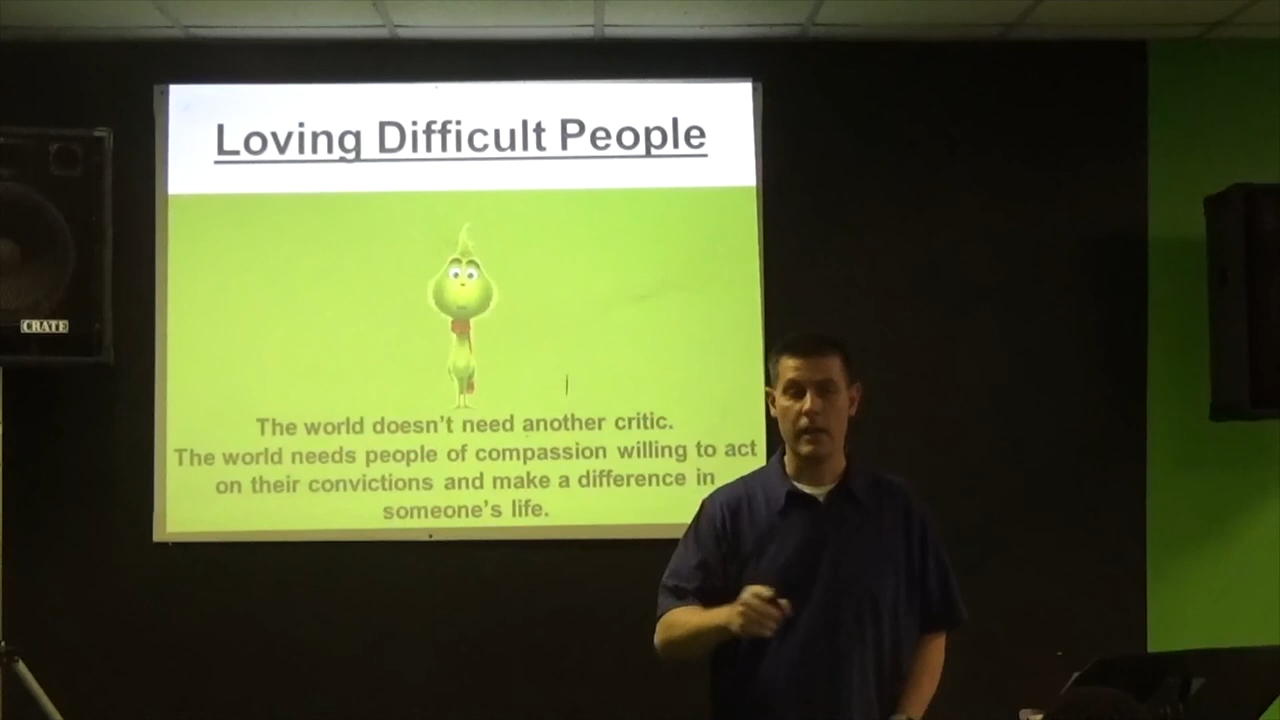 Loving Difficult People
CRATE
The world doesn't need another critic.
The world needs people of compassion willing to act
on their convictions and make a difference in
someone's life.